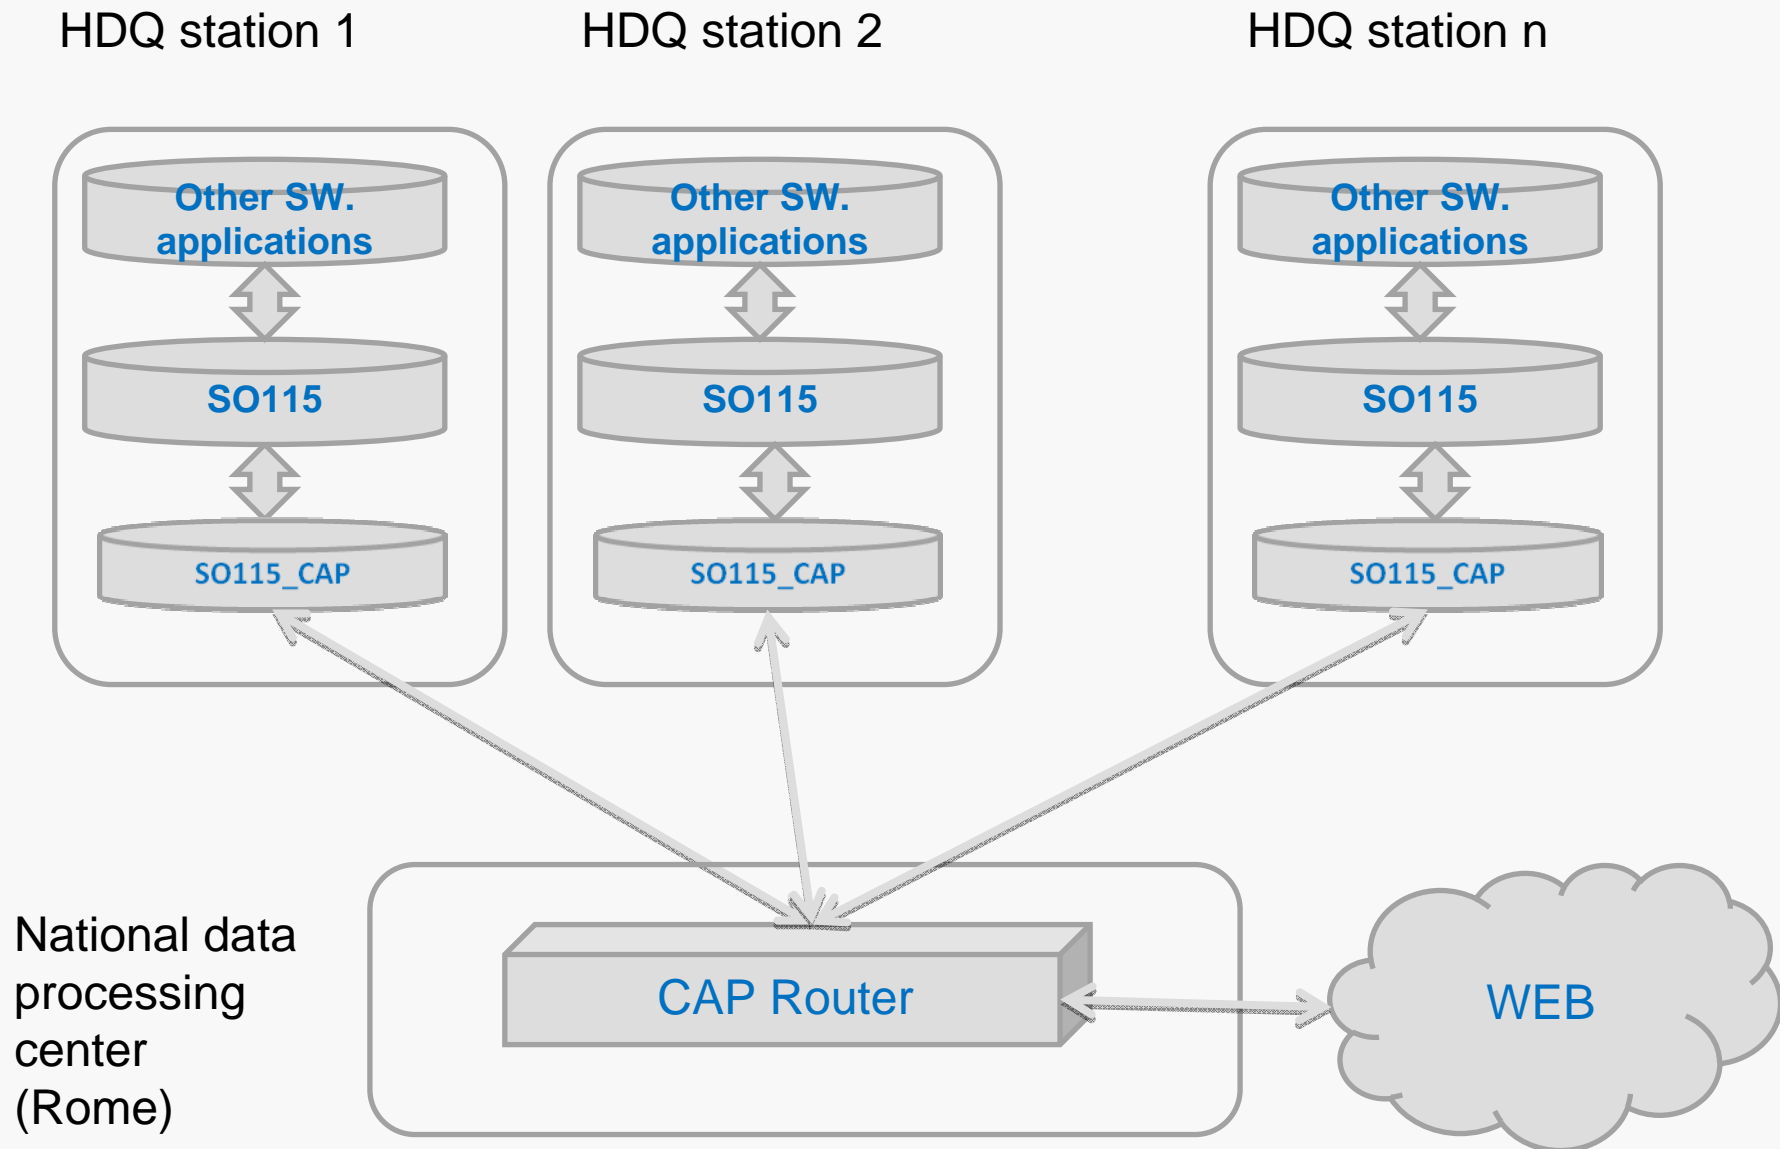 HDQ station 1
HDQ station 2
HDQ station n
Other SW.
applications
Other SW.
applications
Other SW.
applications
SO115
SO115
SO115
SO115_CAP
SO115_CAP
SO115_CAP
National data
processing
center
(Rome)
CAP Router
WEB